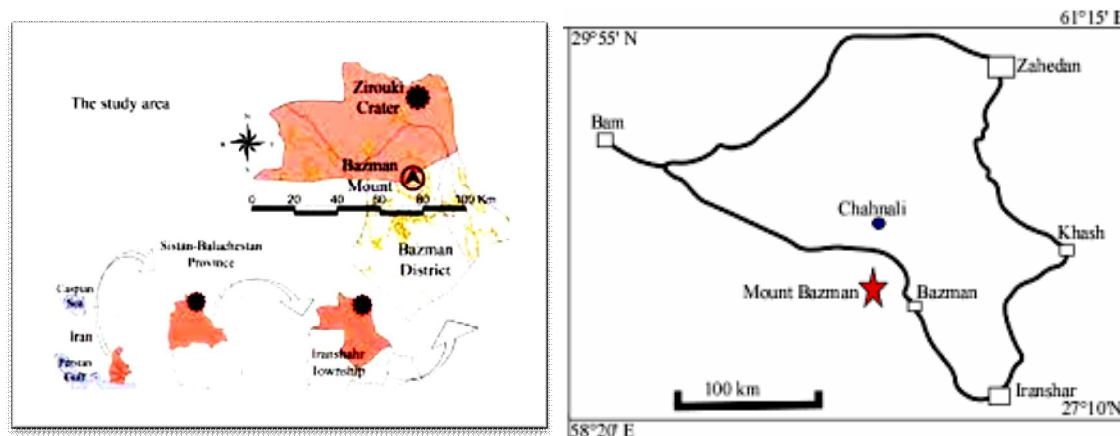 The study area
Zirouki
Crater
Bazman
Mount
0 20 40 60 80 100 Km
Bazman
District
Sistan-Baluchestan
Province
Caspian
Sea
Iran
Persian
Gulf
Iranshahr
Township
61°15' E
29°55' N
Zahedan
Bam
Chahnali
Khash
Mount Bazman
Bazman
100 km
Iranshar
27°10'N
58°20' E